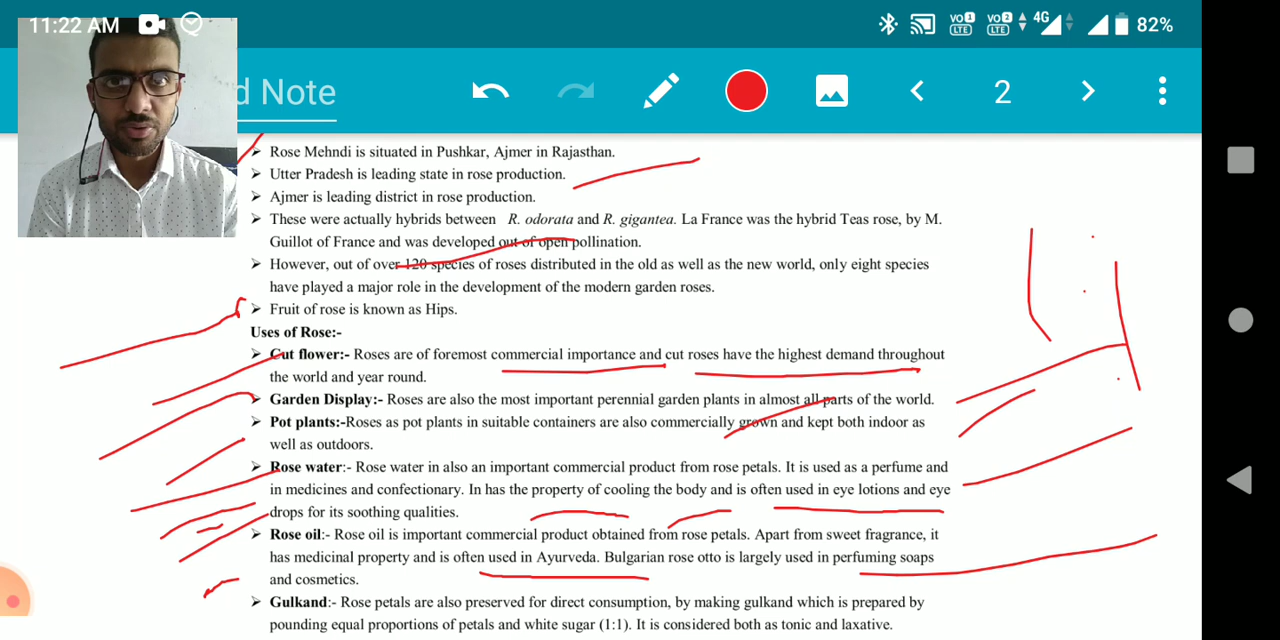 11:22 AM
VO 1 LTE VO 2 LTE 4G 82%
d Note
2
➢ Rose Mehndi is situated in Pushkar, Ajmer in Rajasthan.
➢ Utter Pradesh is leading state in rose production.
➢ Ajmer is leading district in rose production.
➢ These were actually hybrids between R. odorata and R. gigantea. La France was the hybrid Teas rose, by M.
Guillot of France and was developed out of open pollination.
➢ However, out of over 120 species of roses distributed in the old as well as the new world, only eight species
have played a major role in the development of the modern garden roses.
➢ Fruit of rose is known as Hips.
Uses of Rose:-
➢ Cut flower:- Roses are of foremost commercial importance and cut roses have the highest demand throughout
the world and year round.
➢ Garden Display:- Roses are also the most important perennial garden plants in almost all parts of the world.
➢ Pot plants:-Roses as pot plants in suitable containers are also commercially grown and kept both indoor as
well as outdoors.
➢ Rose water:- Rose water in also an important commercial product from rose petals. It is used as a perfume and
in medicines and confectionary. In has the property of cooling the body and is often used in eye lotions and eye
drops for its soothing qualities.
➢ Rose oil:- Rose oil is important commercial product obtained from rose petals. Apart from sweet fragrance, it
has medicinal property and is often used in Ayurveda. Bulgarian rose otto is largely used in perfuming soaps
and cosmetics.
➢ Gulkand:- Rose petals are also preserved for direct consumption, by making gulkand which is prepared by
pounding equal proportions of petals and white sugar (1:1). It is considered both as tonic and laxative.